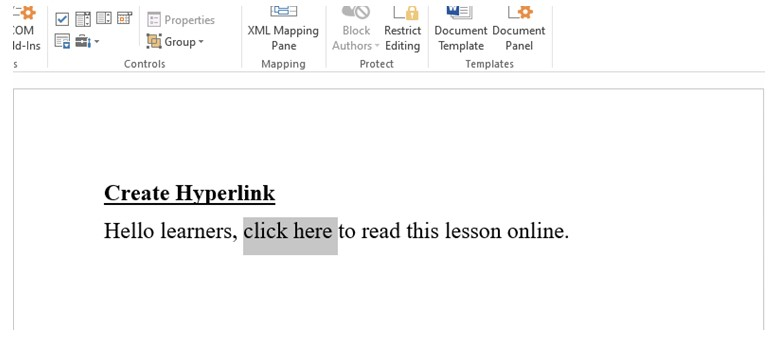 OM
ld-Ins
s
Properties
Group
Controls
XML Mapping
Pane
Mapping
Block
Authors
Restrict
Editing
Protect
Document
Template
Document
Panel
Templates
Create Hyperlink
Hello learners, click here to read this lesson online.